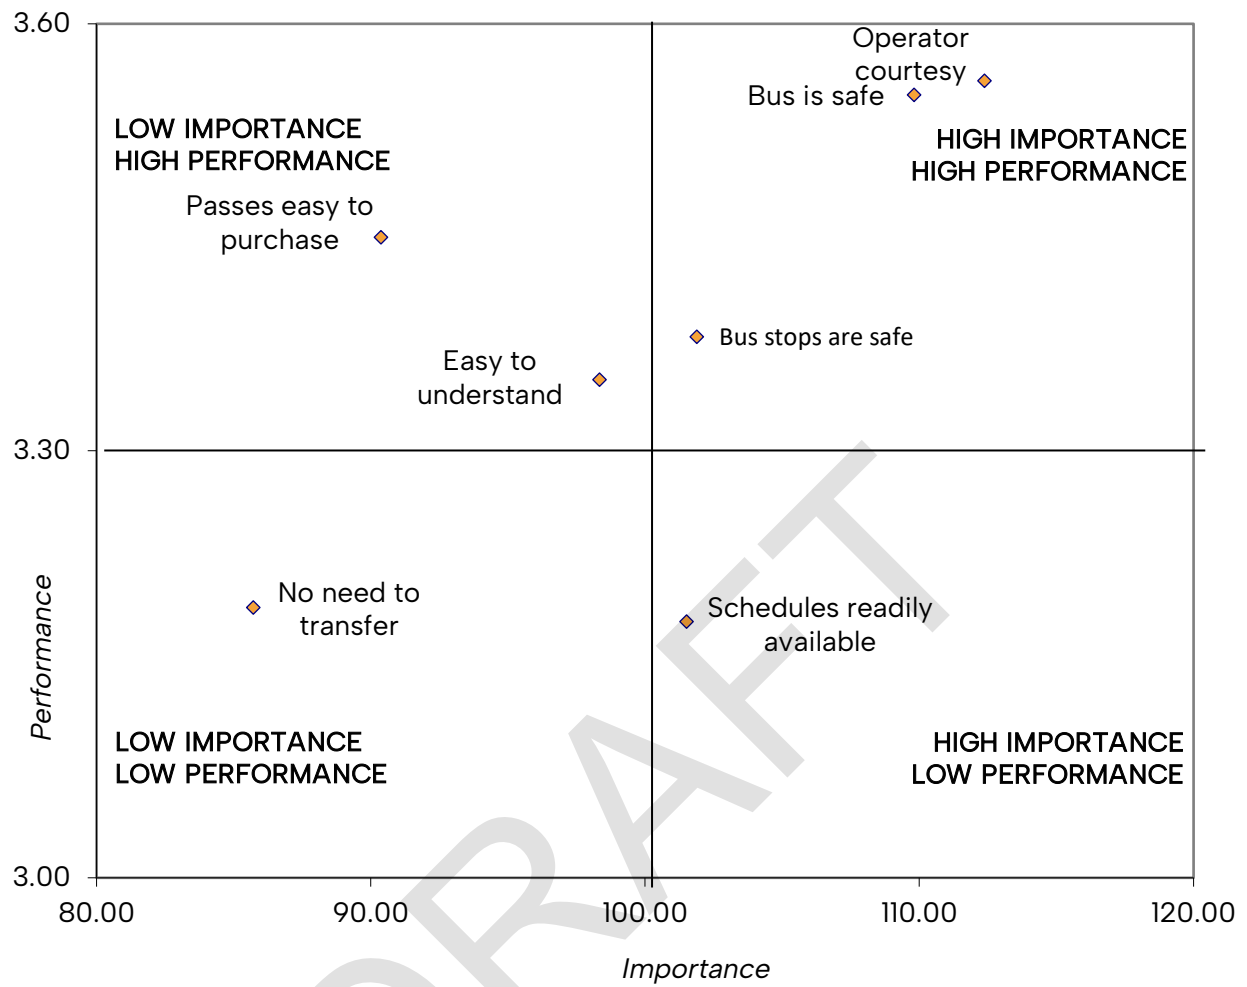 3.60
Operator
courtesy
Bus is safe
LOW IMPORTANCE
HIGH PERFORMANCE
HIGH IMPORTANCE
HIGH PERFORMANCE
Passes easy to
purchase
Bus stops are safe
Easy to
understand
3.30
No need to
transfer
Schedules readily
available
Performance
LOW IMPORTANCE
LOW PERFORMANCE
HIGH IMPORTANCE
LOW PERFORMANCE
3.00
80.00 90.00 100.00 110.00 120.00
Importance
DRAFT